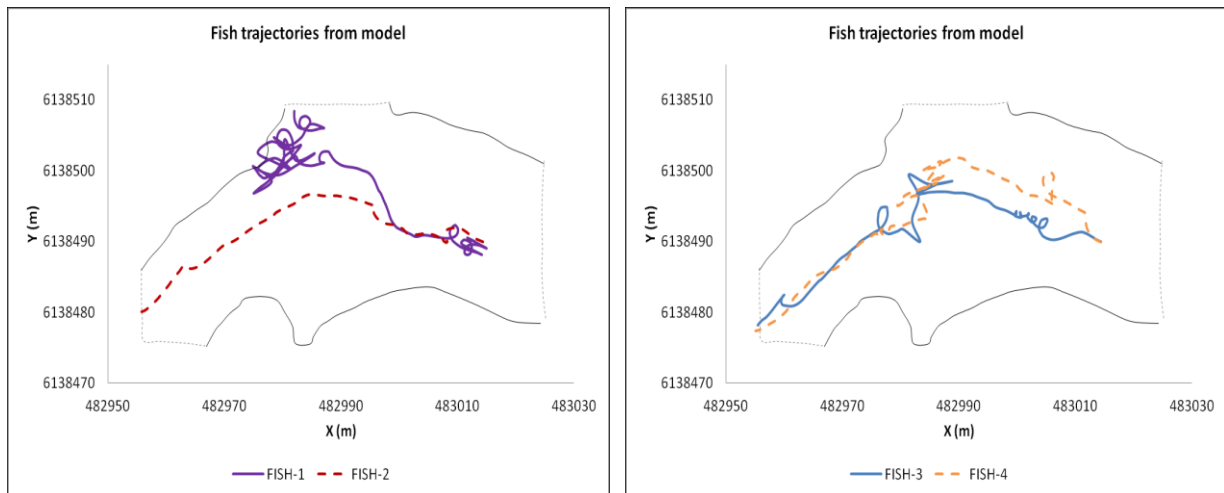 Fish trajectories from model
6138510
6138500
6138490
6138480
6138470
Y (m)
482950 482970 482990 483010 483030
X (m)
FISH-1 FISH-2
Fish trajectories from model
6138510
6138500
6138490
6138480
6138470
Y (m)
482950 482970 482990 483010 483030
X (m)
FISH-3 FISH-4